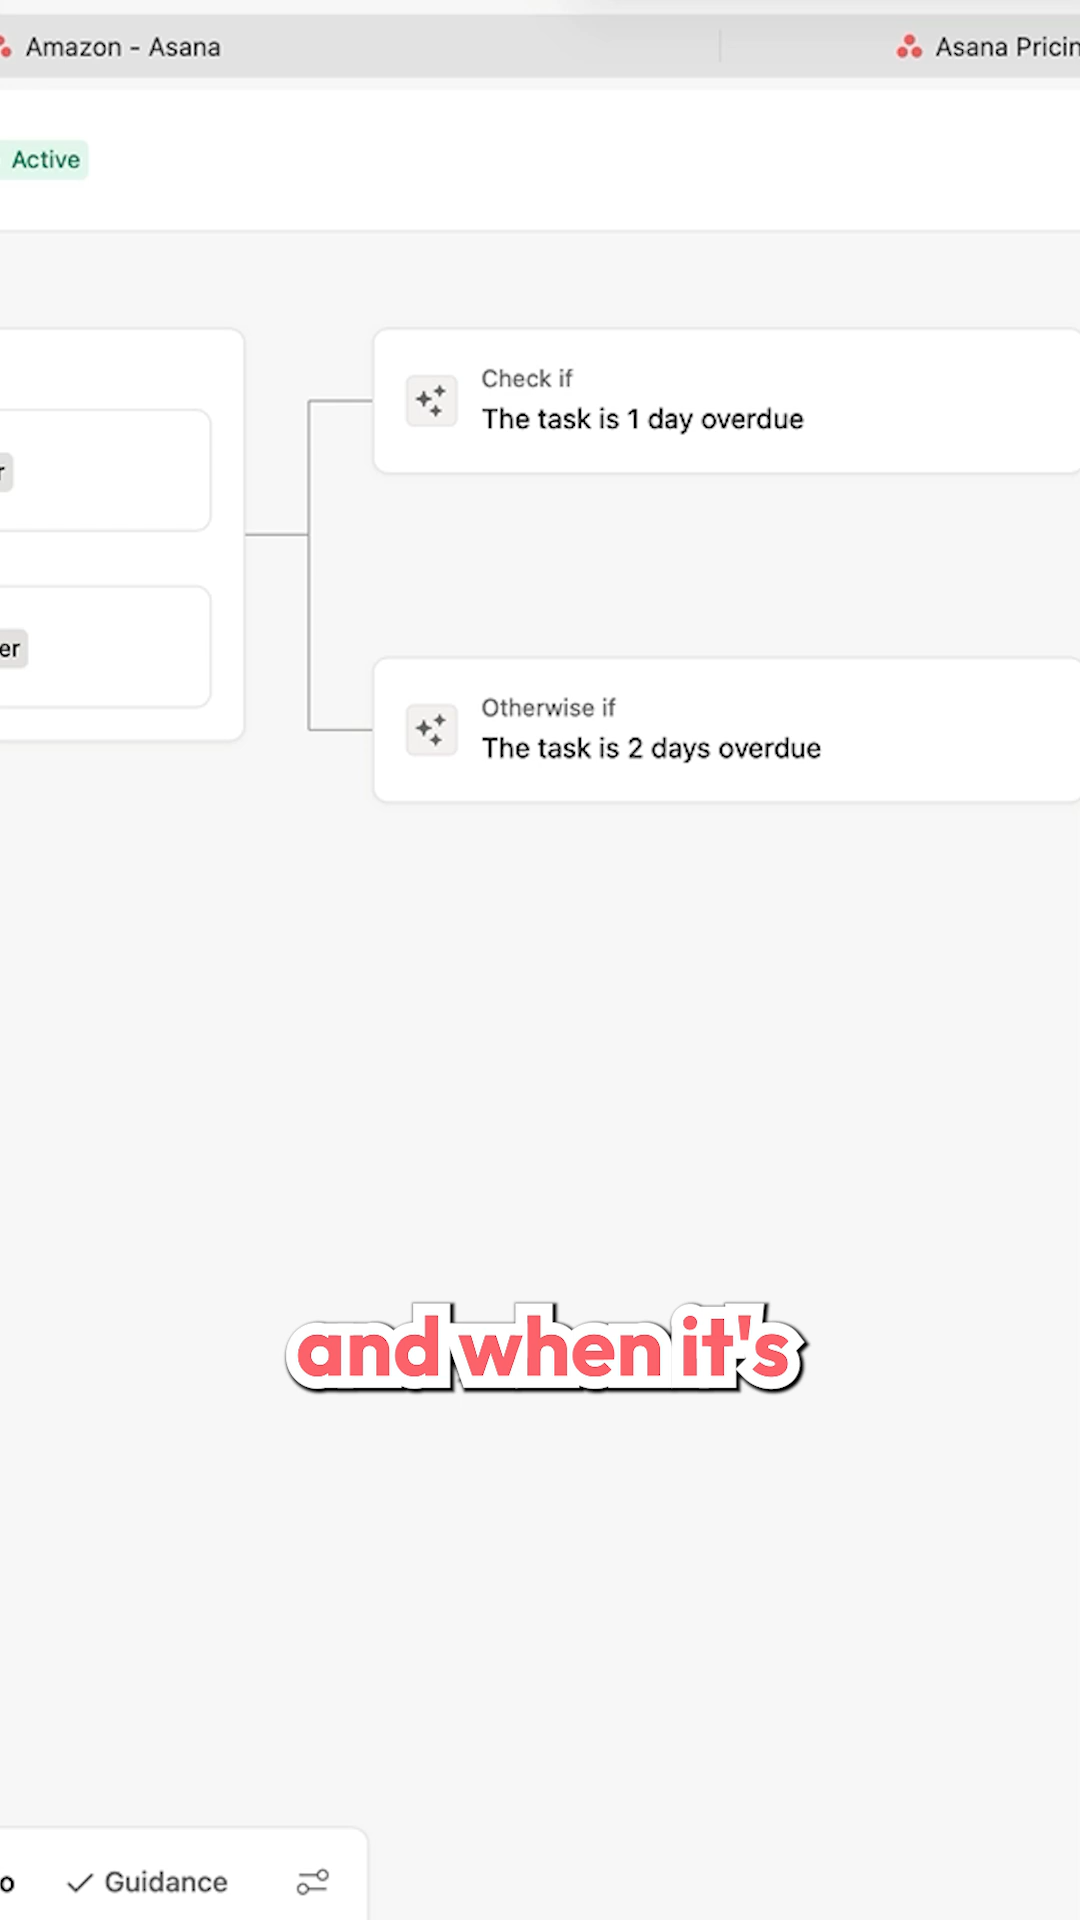 Amazon - Asana
Asana Pricin
Active
Check if
The task is 1 day overdue
r
er
Otherwise if
The task is 2 days overdue
and when it's
o
Guidance